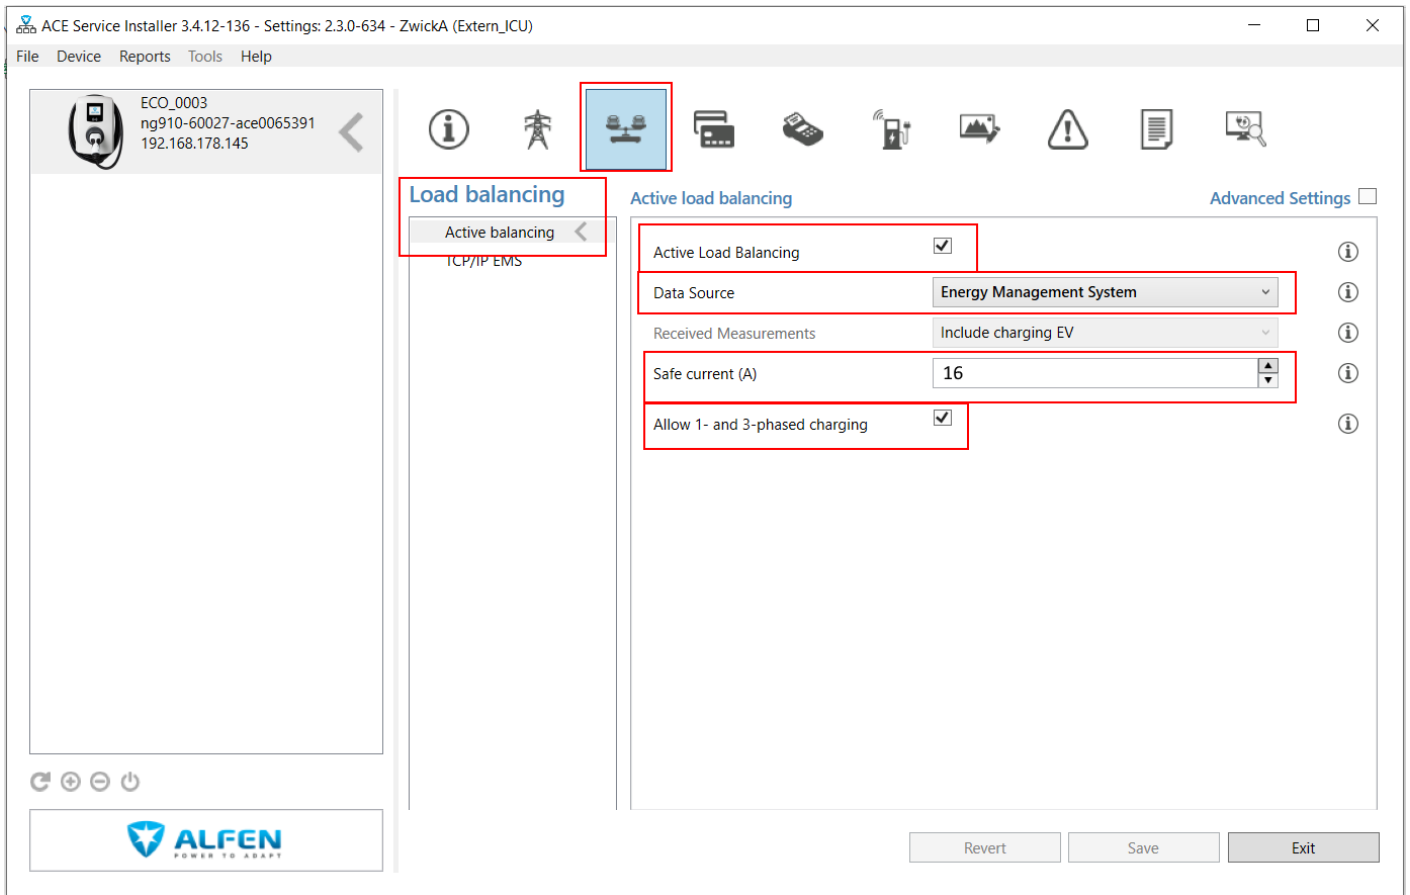 ACE Service Installer 3.4.12-136 - Settings: 2.3.0-634 - ZwickA (Extern_ICU)
File Device Reports Tools Help
ECO_0003
ng910-60027-ace0065391
192.168.178.145
Load balancing
Active balancing
TCP/IP EMS
Active load balancing
Advanced Settings
Active Load Balancing
Data Source
Energy Management System
Received Measurements
Include charging EV
Safe current (A)
16
Allow 1- and 3-phased charging
ALFEN
POWER TO ADAPT
Revert
Save
Exit